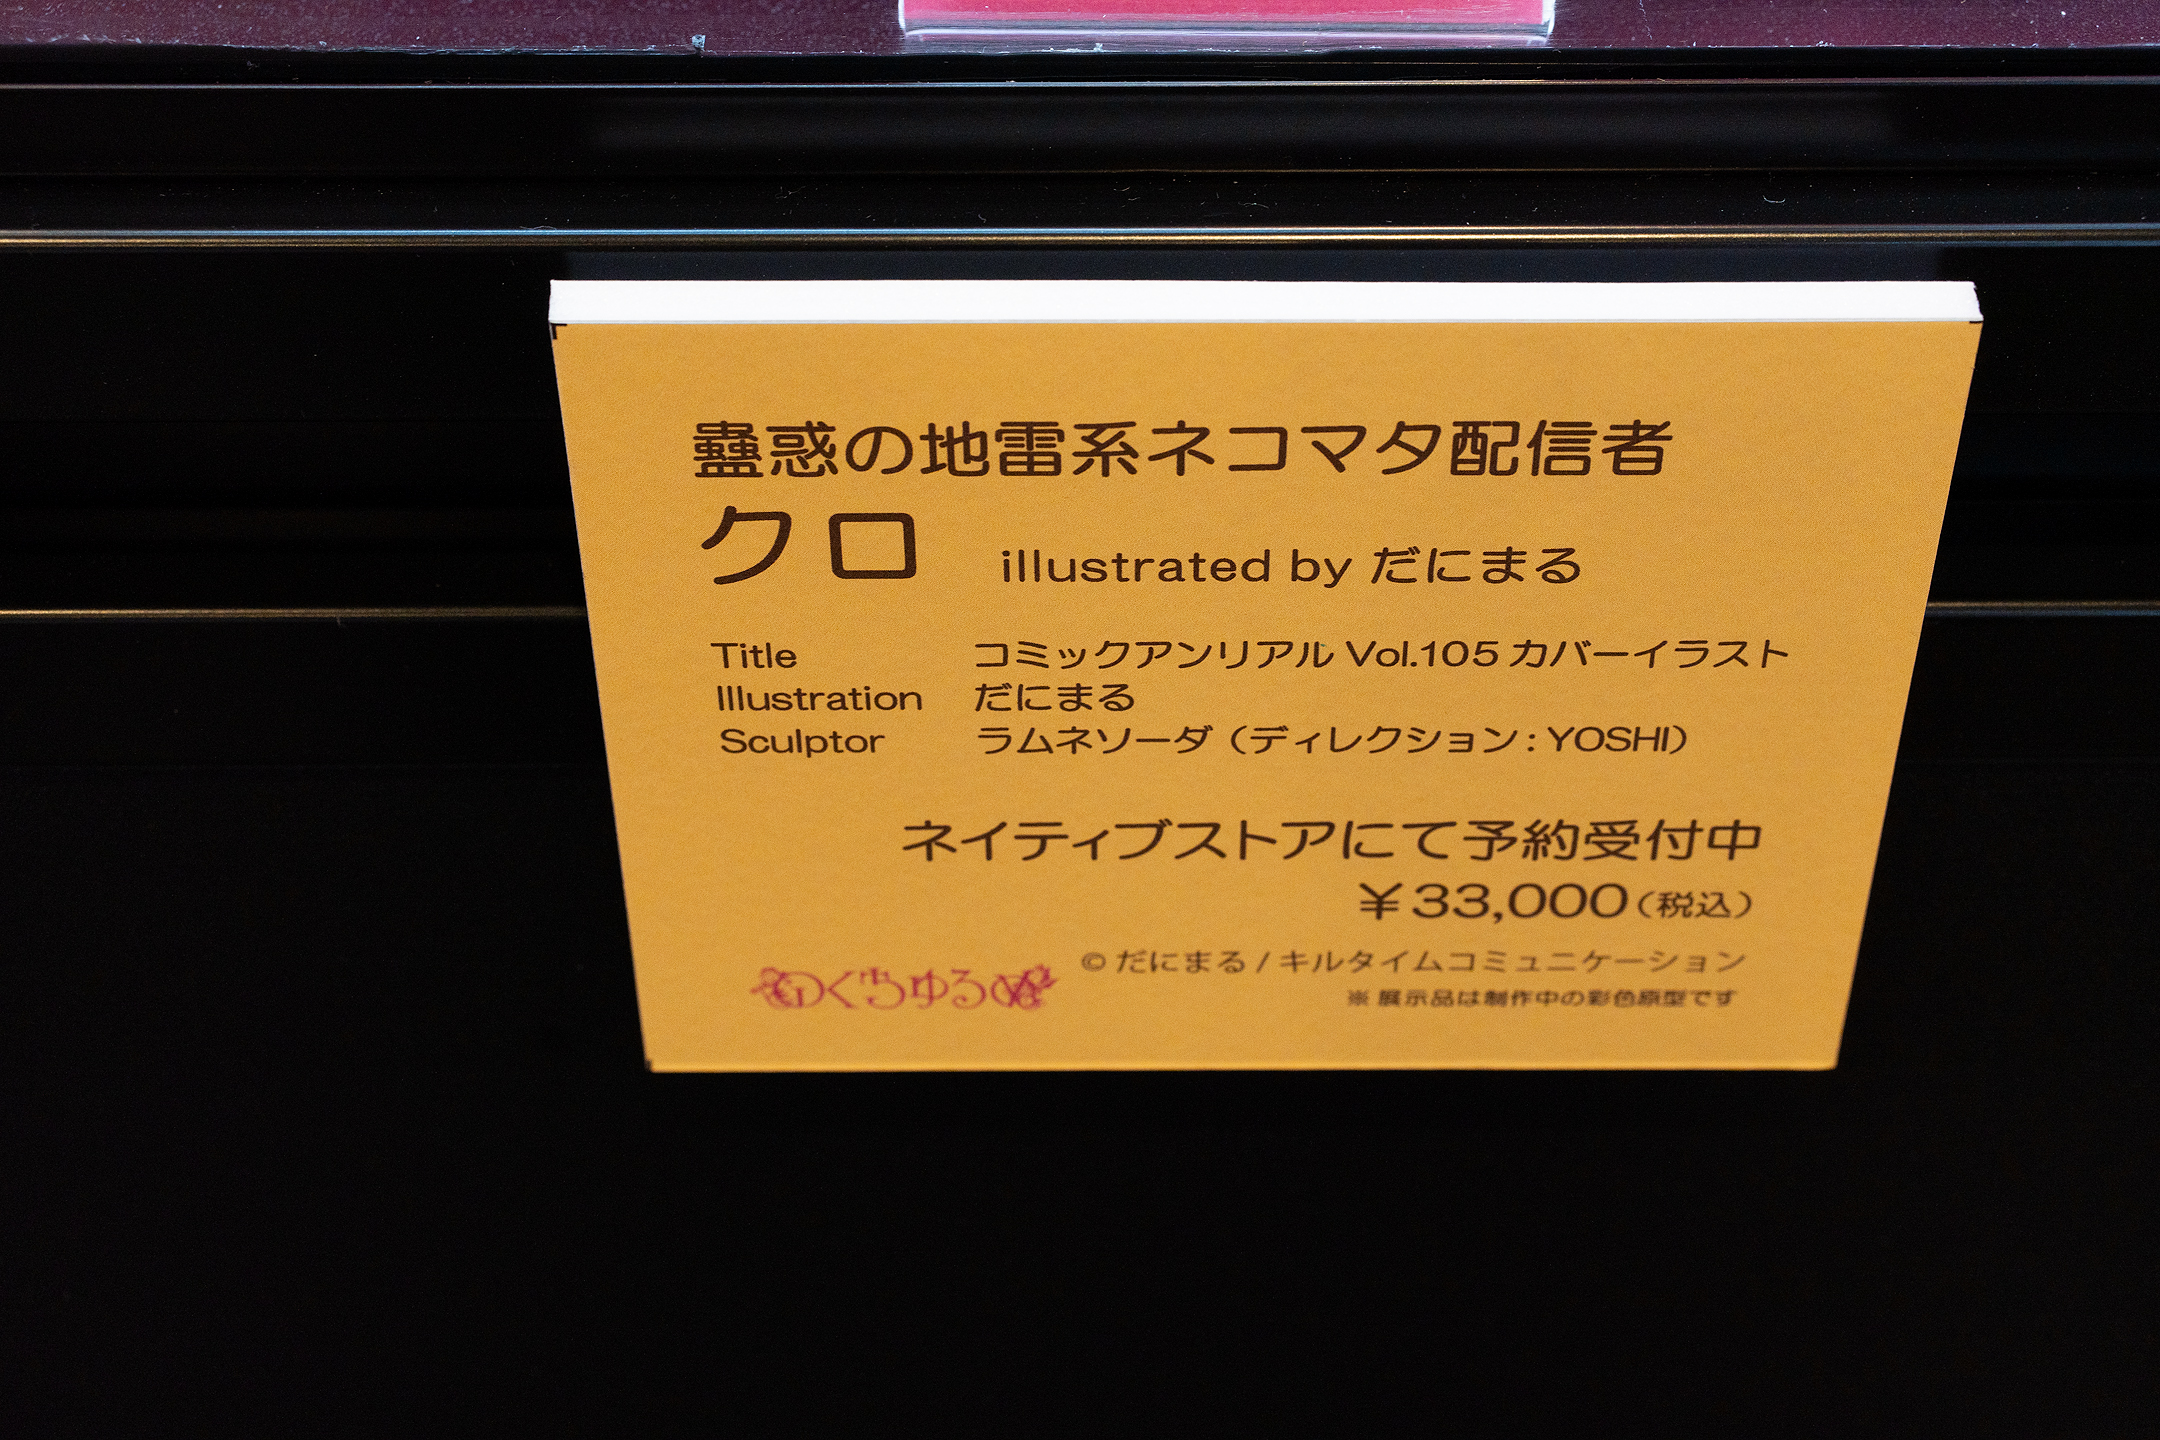 蠱惑の地雷系ネコマタ配信者
クロ illustrated by だにまる
Title コミックアンリアル Vol.105 カバーイラスト
Illustration だにまる
Sculptor ラムネソーダ（ディレクション：YOSHI）
ネイティブストアにて予約受付中
￥33,000（税込）
© だにまる / キルタイムコミュニケーション
※ 展示品は制作中の彩色原型です